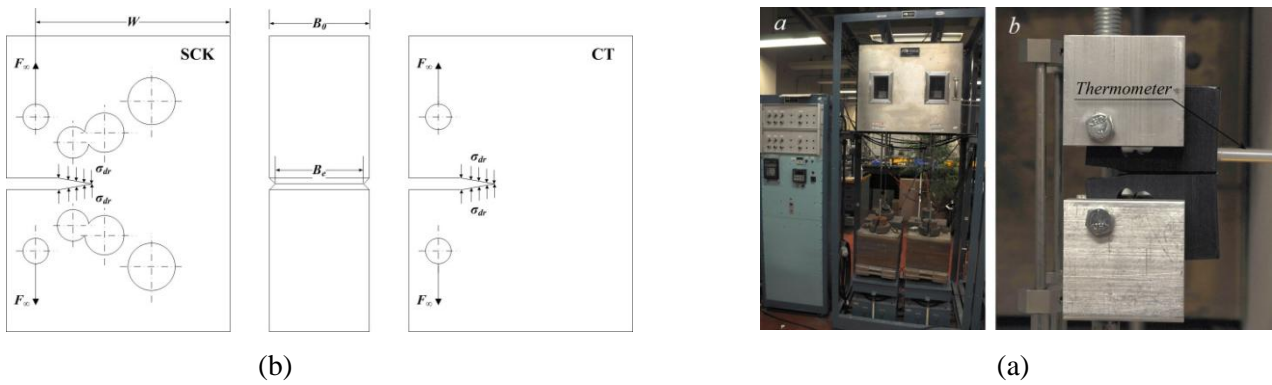 W
B₀
SCK
CT
F∞
F∞
F∞
F∞
σdr
σdr
Be
σdr
σdr
(b)
a
b
Thermometer
(a)